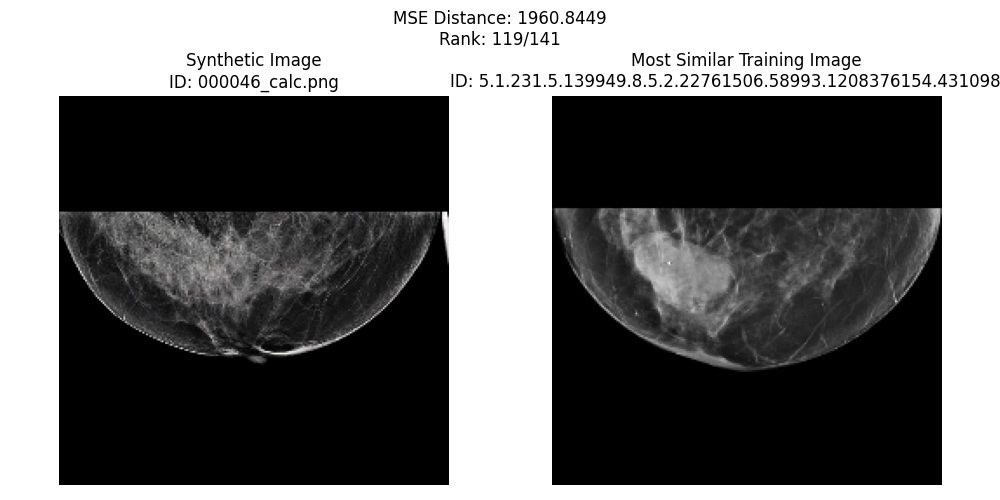 MSE Distance: 1960.8449
Rank: 119/141
Synthetic Image
ID: 000046_calc.png
Most Similar Training Image
ID: 5.1.231.5.139949.8.5.2.22761506.58993.1208376154.431098